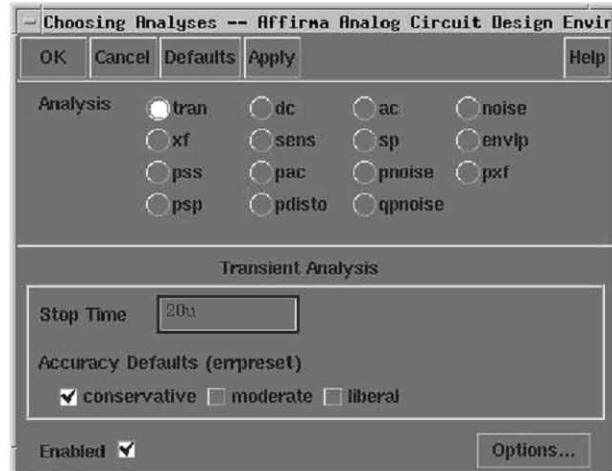 Choosing Analyses -- Affirma Analog Circuit Design Envir
OK Cancel Defaults Apply Help
Analysis tran dc ac noise
xf sens sp envlp
pss pac pnoise pxf
psp pdisto qpnoise
Transient Analysis
Stop Time 20u
Accuracy Defaults (errpreset)
conservative moderate liberal
Enabled Options...